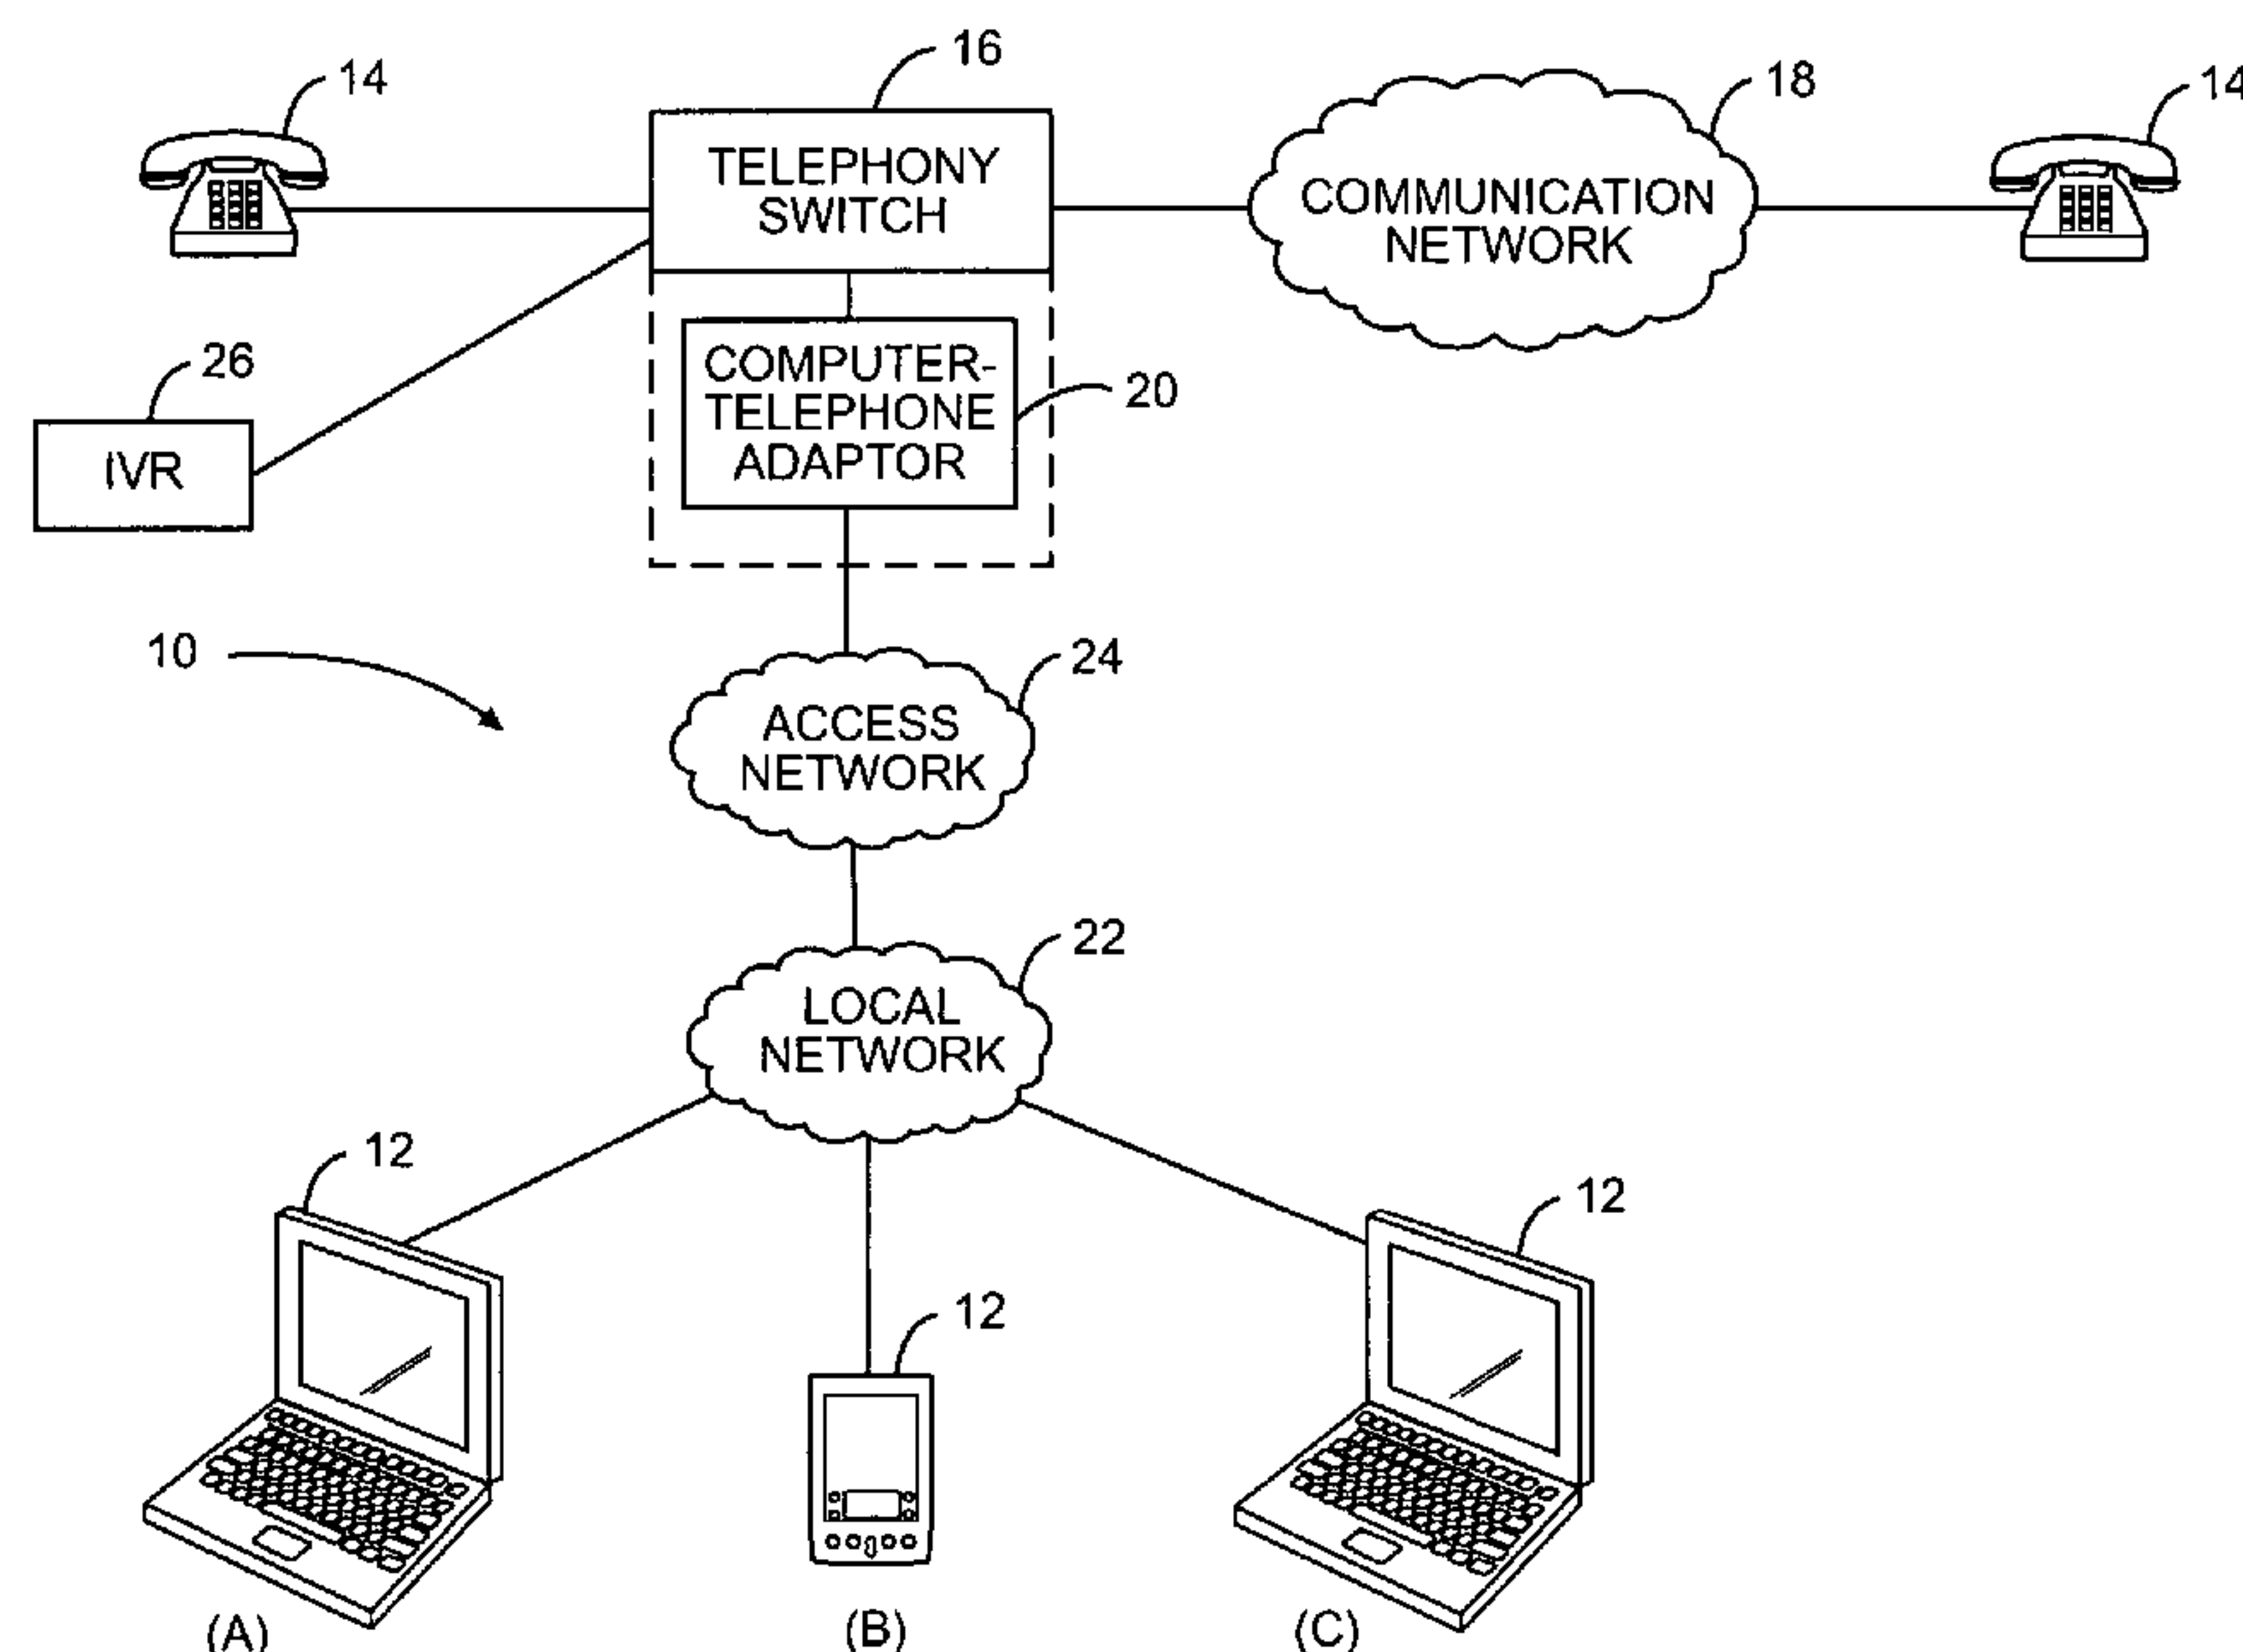 16
14
18
14
TELEPHONY
SWITCH
COMMUNICATION
NETWORK
26
COMPUTER-
TELEPHONE
ADAPTOR
20
IVR
10
24
ACCESS
NETWORK
22
LOCAL
NETWORK
12
12
12
(A)
(B)
(C)